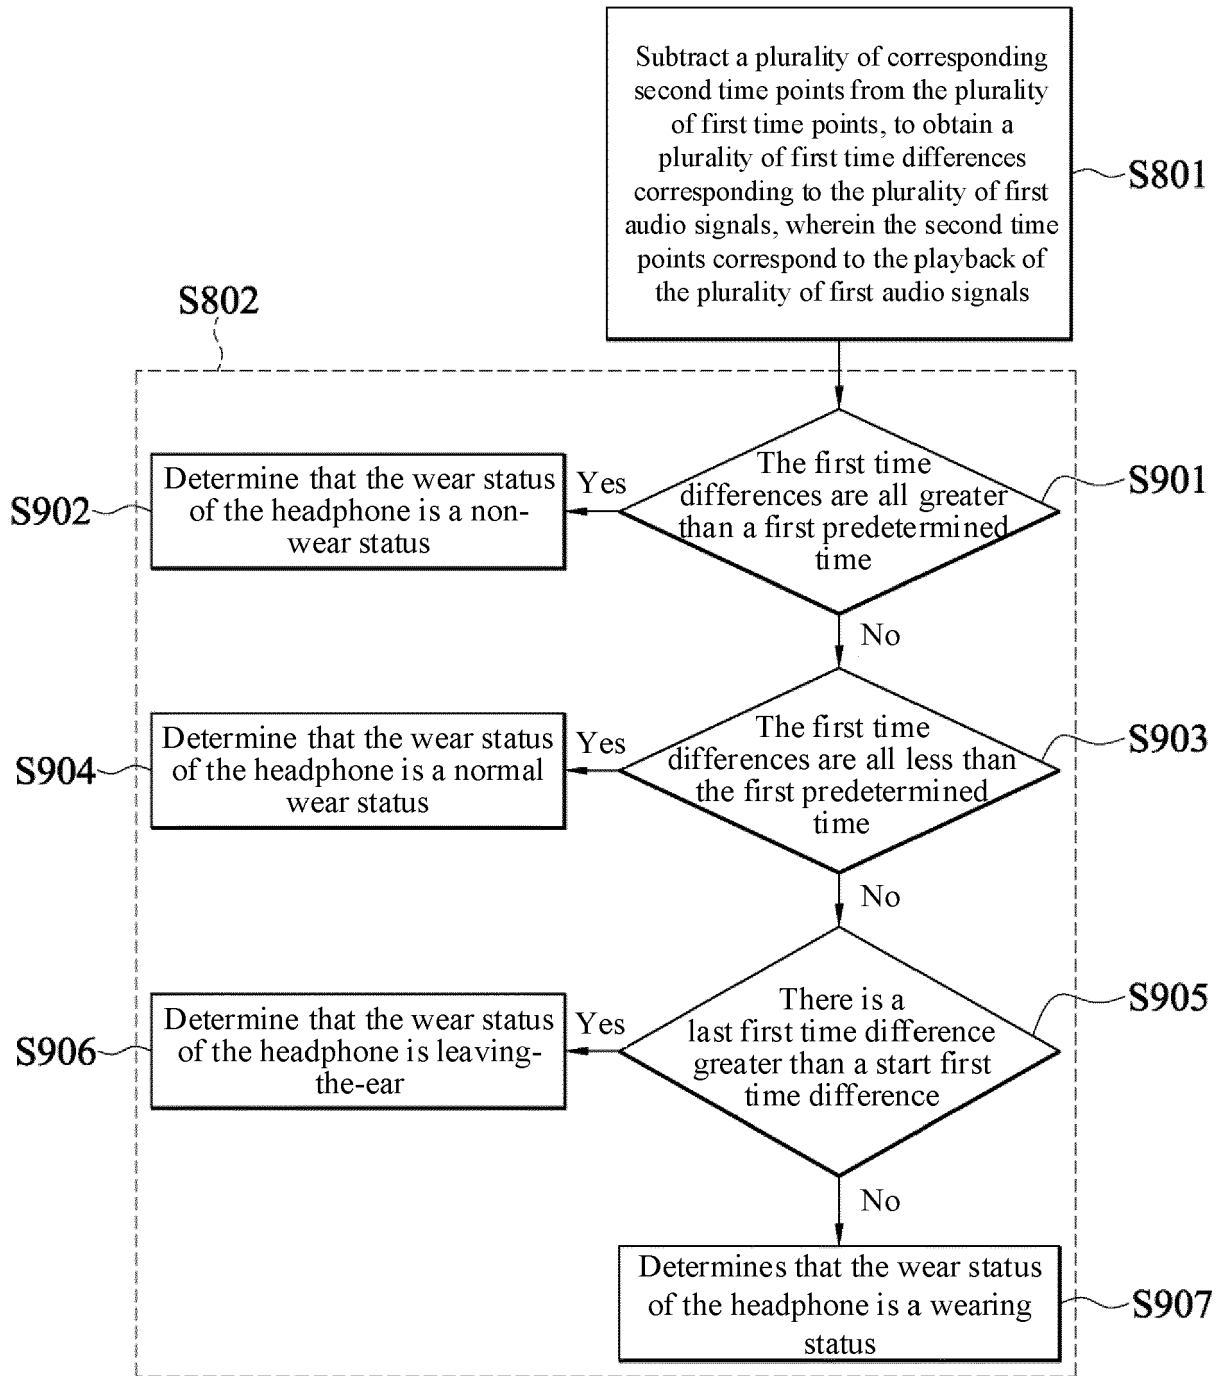 Subtract a plurality of corresponding
second time points from the plurality
of first time points, to obtain a
plurality of first time differences
corresponding to the plurality of first
audio signals, wherein the second time
points correspond to the playback of
the plurality of first audio signals
S801
S802
The first time
differences are all greater
than a first predetermined
time
S901
Yes
Determine that the wear status
of the headphone is a non-
wear status
S902
No
The first time
differences are all less than
the first predetermined
time
S903
Yes
Determine that the wear status
of the headphone is a normal
wear status
S904
No
There is a
last first time difference
greater than a start first
time difference
S905
Yes
Determine that the wear status
of the headphone is leaving-
the-ear
S906
No
Determines that the wear status
of the headphone is a wearing
status
S907